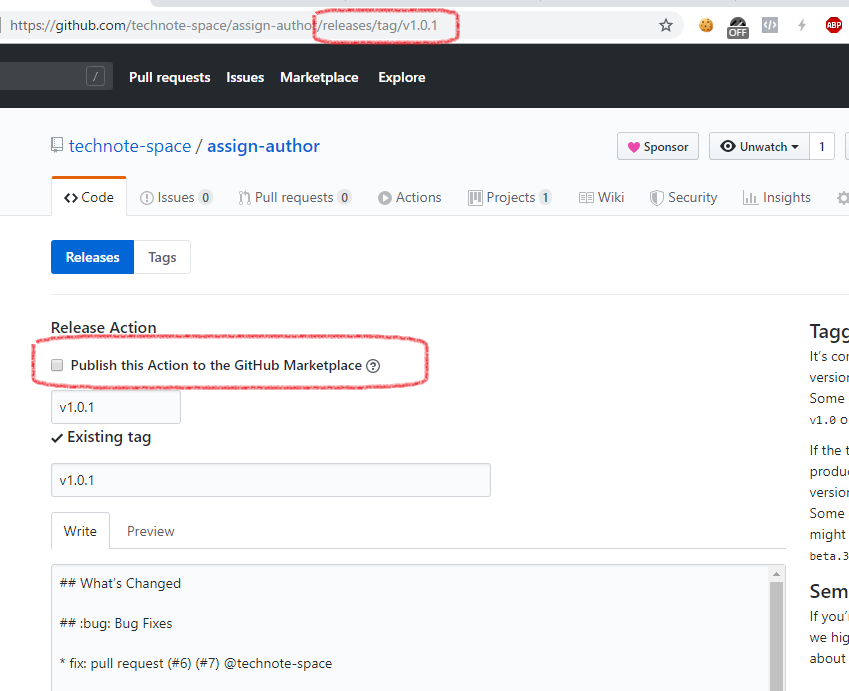 https://github.com/technote-space/assign-author/releases/tag/v1.0.1
OFF
</>
ABP
/
Pull requests Issues Marketplace Explore
technote-space / assign-author
Sponsor
Unwatch
1
Code
Issues 0
Pull requests 0
Actions
Projects 1
Wiki
Security
Insights
Releases
Tags
Release Action
Publish this Action to the GitHub Marketplace ?
v1.0.1
Existing tag
v1.0.1
Write
Preview
## What's Changed
## :bug: Bug Fixes
* fix: pull request (#6) (#7) @technote-space
Tagg
It's co
version
Some
v1.0 o
If the t
produ
version
Some
might
beta.3
Sem
If you'
we hig
about